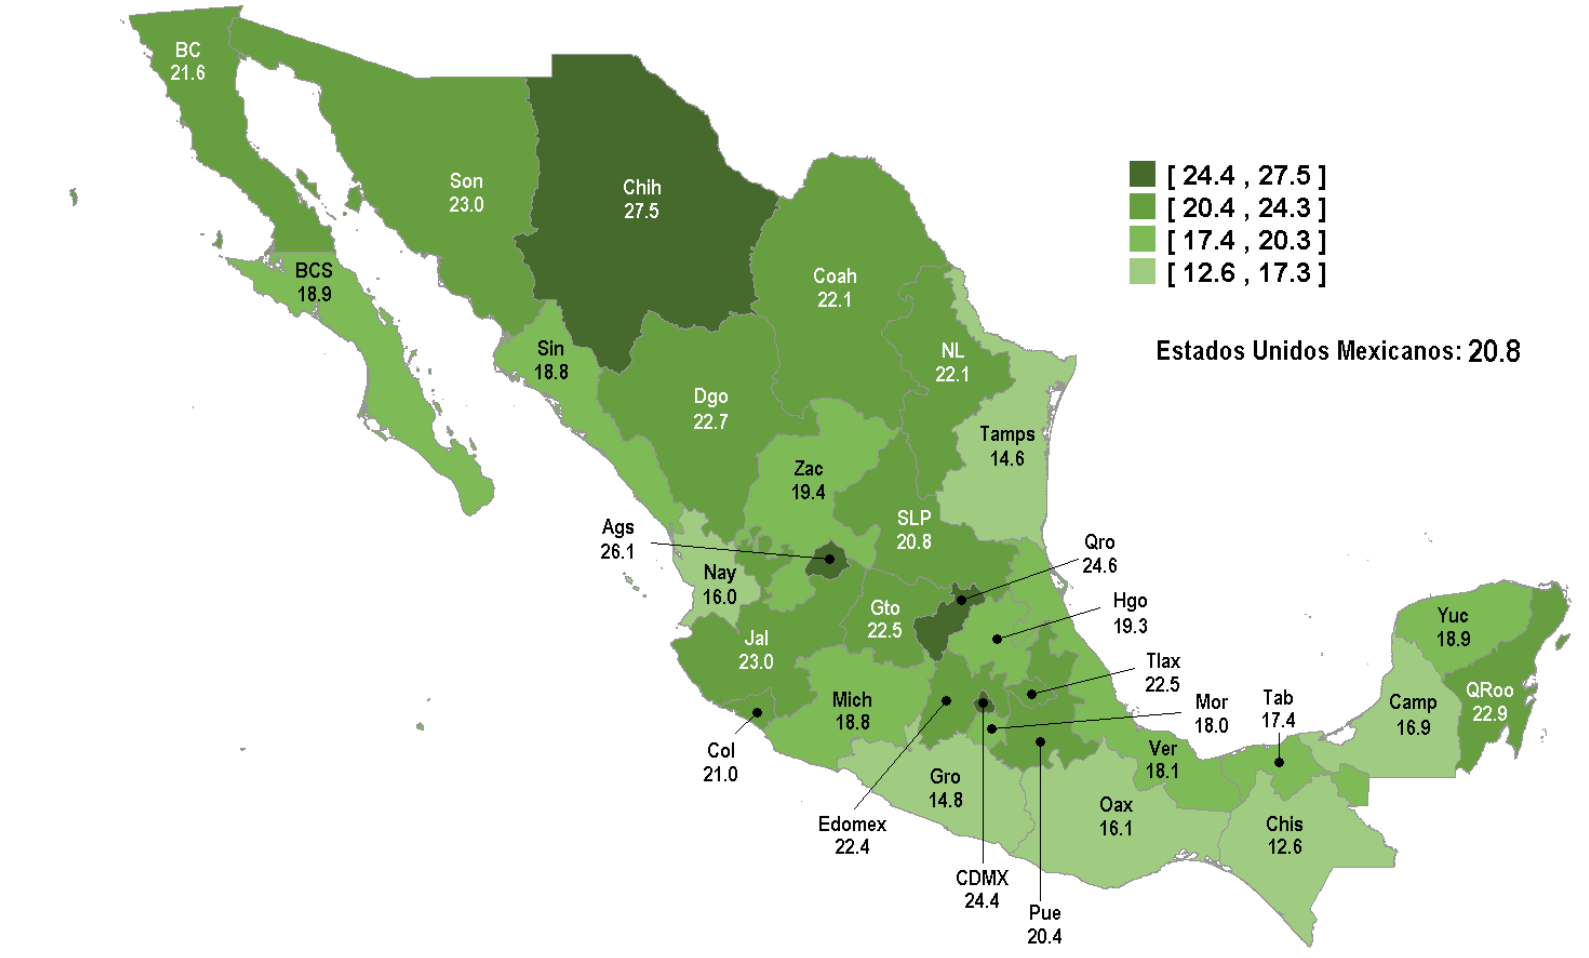 BC
21.6
Son
23.0
Chih
27.5
[ 24.4 , 27.5 ]
[ 20.4 , 24.3 ]
[ 17.4 , 20.3 ]
[ 12.6 , 17.3 ]
Estados Unidos Mexicanos: 20.8
BCS
18.9
Coah
22.1
Sin
18.8
NL
22.1
Dgo
22.7
Tamps
14.6
Zac
19.4
SLP
20.8
Ags
26.1
Qro
24.6
Nay
16.0
Gto
22.5
Hgo
19.3
Yuc
18.9
Jal
23.0
Tlax
22.5
Mich
18.8
Mor
18.0
Tab
17.4
Camp
16.9
QRoo
22.9
Col
21.0
Ver
18.1
Gro
14.8
Oax
16.1
Chis
12.6
Edomex
22.4
CDMX
24.4
Pue
20.4